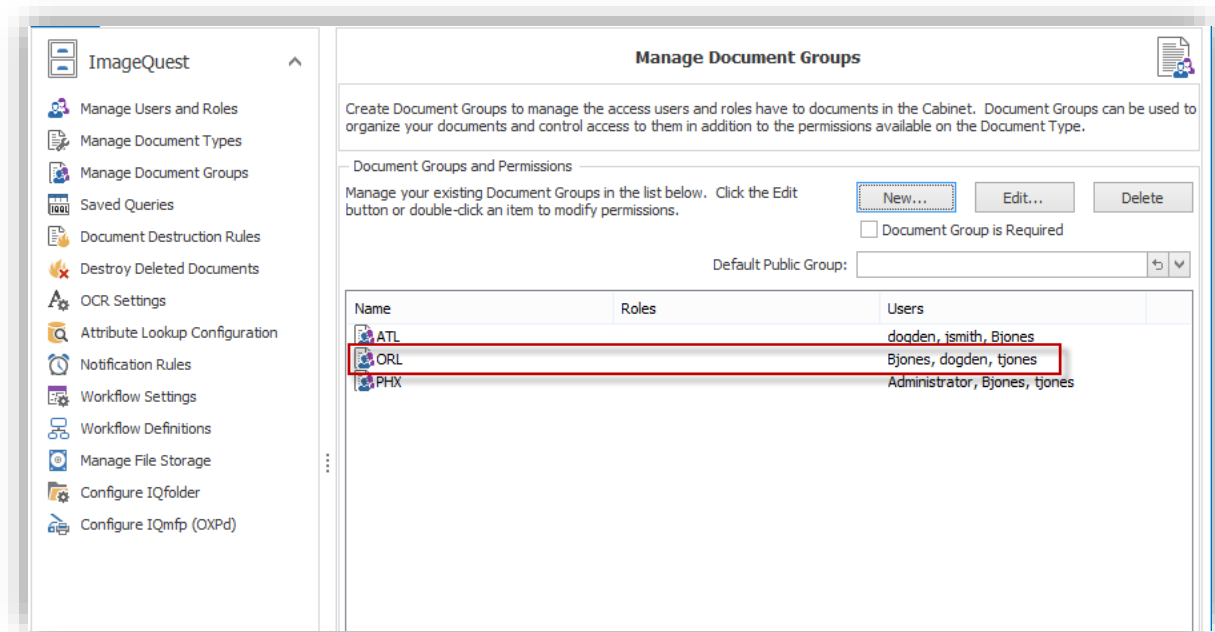 ImageQuest
Manage Users and Roles
Manage Document Types
Manage Document Groups
Saved Queries
Document Destruction Rules
Destroy Deleted Documents
OCR Settings
Attribute Lookup Configuration
Notification Rules
Workflow Settings
Workflow Definitions
Manage File Storage
Configure IQfolder
Configure IQmfp (OXPd)
Manage Document Groups
Create Document Groups to manage the access users and roles have to documents in the Cabinet.  Document Groups can be used to
organize your documents and control access to them in addition to the permissions available on the Document Type.
Document Groups and Permissions
Manage your existing Document Groups in the list below.  Click the Edit
button or double-click an item to modify permissions.
New... Edit... Delete
Document Group is Required
Default Public Group:
Name Roles Users
ATL dogden, jsmith, Bjones
ORL Bjones, dogden, tjones
PHX Administrator, Bjones, tjones